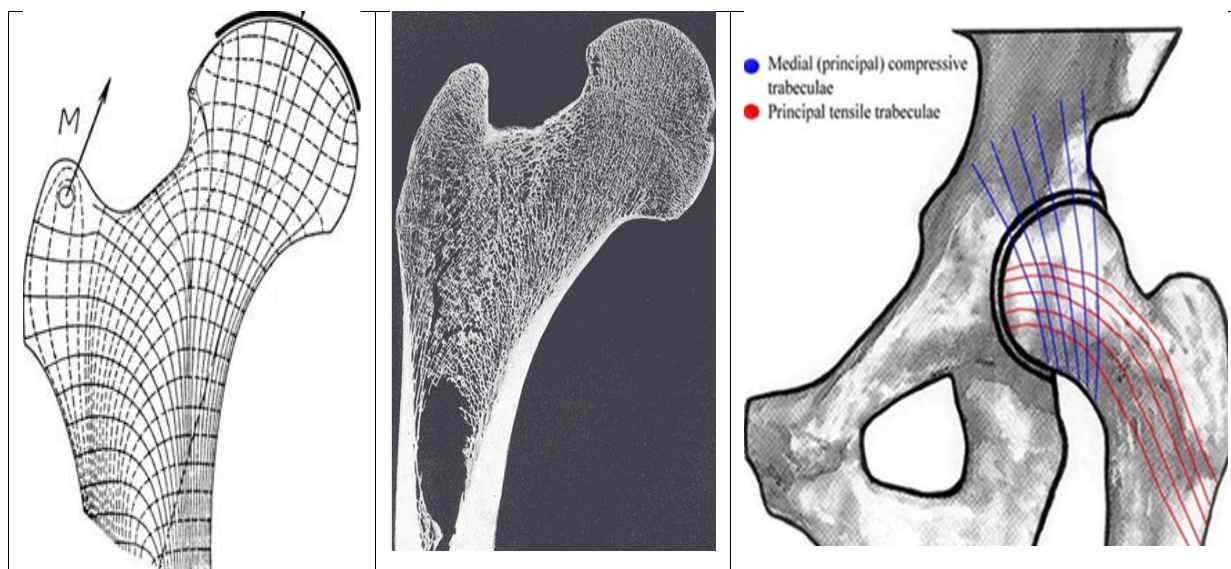 M
Medial (principal) compressive
trabeculae
Principal tensile trabeculae